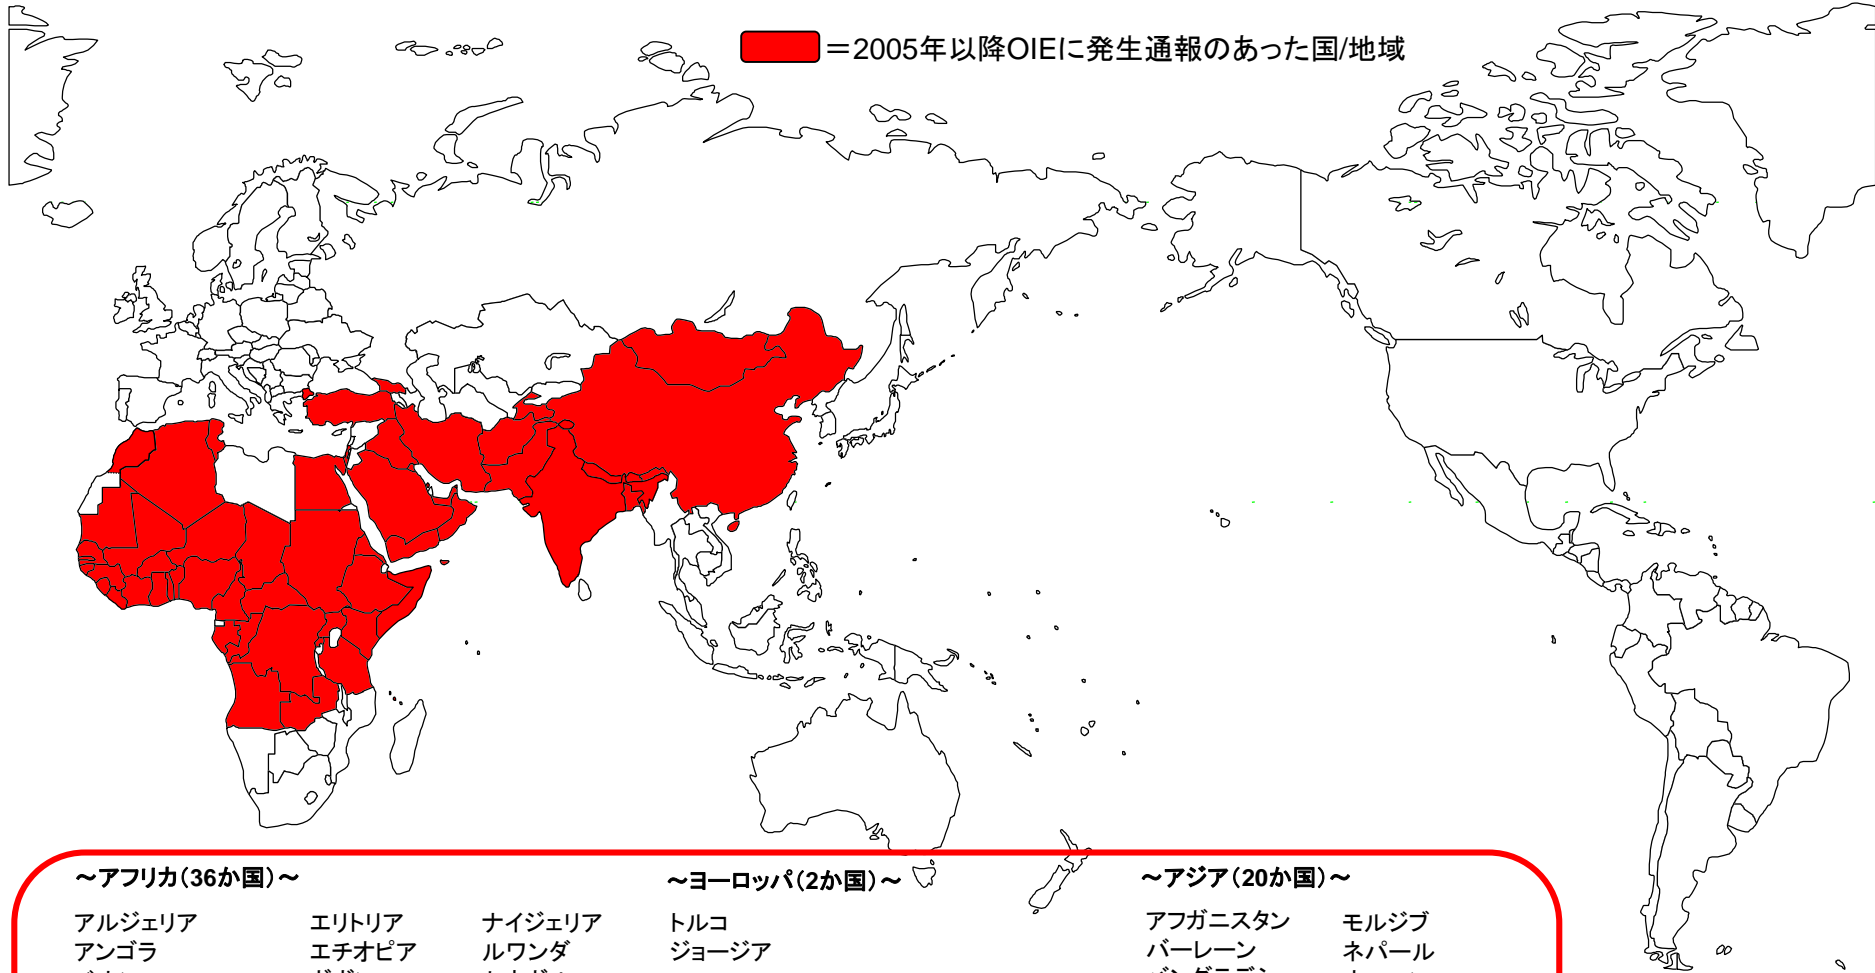 ＝2005年以降OIEに発生通報のあった国/地域
～アフリカ（36か国）～
～ヨーロッパ（2か国）～
～アジア（20か国）～
アルジェリア エリトリア ナイジェリア トルコ アフガニスタン モルジブ
アンゴラ エチオピア ルワンダ ジョージア バーレーン ネパール